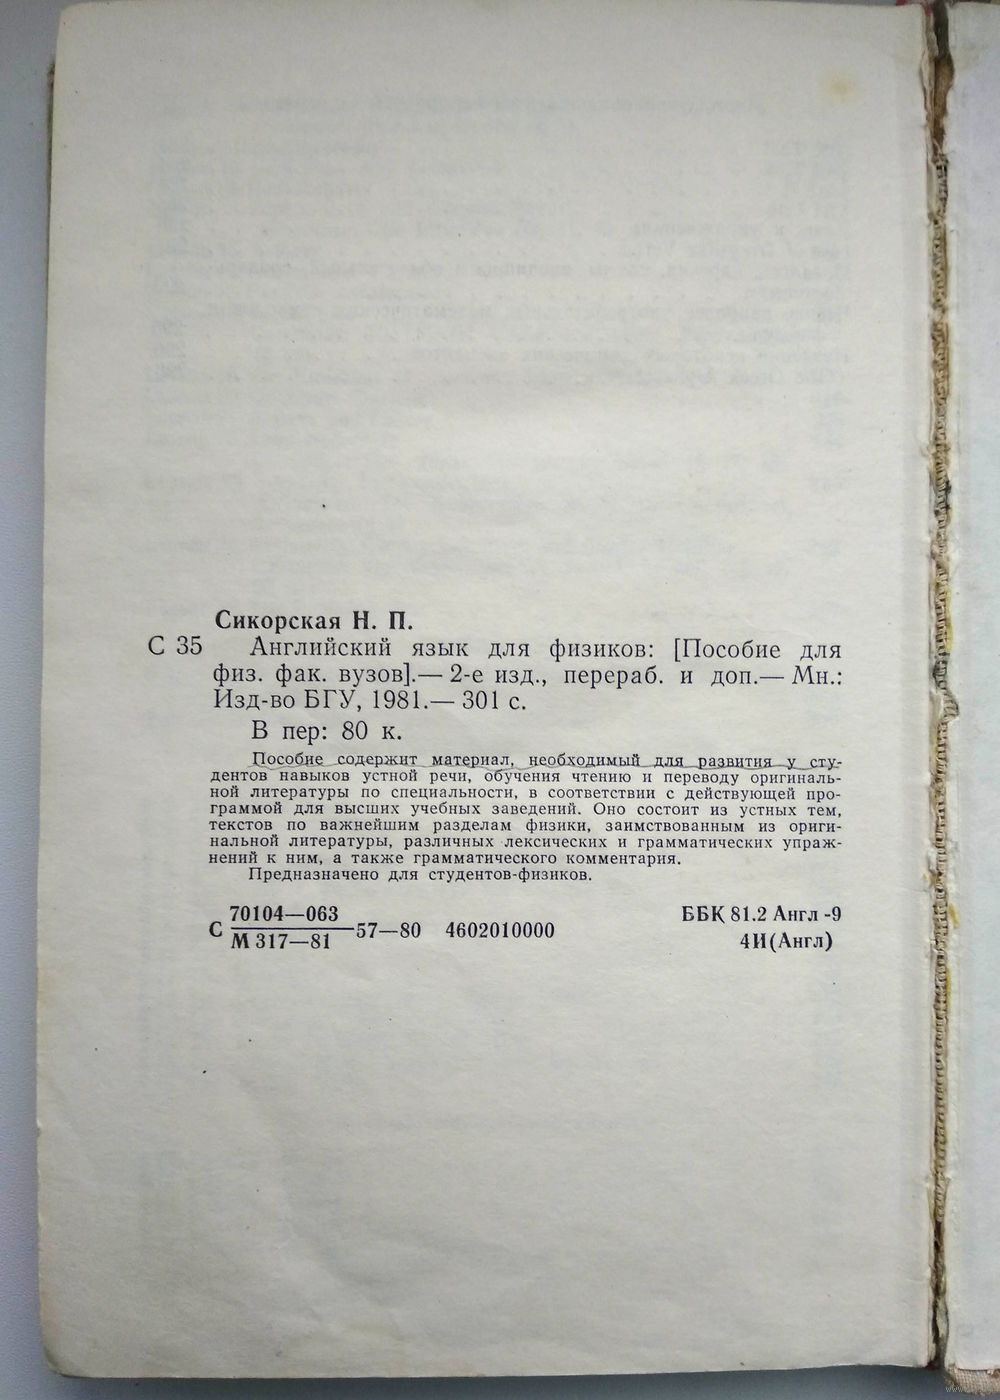 Сикорская Н. П.
С 35 Английский язык для физиков: [Пособие для
физ. фак. вузов].— 2-е изд., перераб. и доп.— Мн.:
Изд-во БГУ, 1981.— 301 с.
В пер: 80 к.
Пособие содержит материал, необходимый для развития у сту-
дентов навыков устной речи, обучения чтению и переводу оригиналь-
ной литературы по специальности, в соответствии с действующей про-
граммой для высших учебных заведений. Оно состоит из устных тем,
текстов по важнейшим разделам физики, заимствованным из ориги-
нальной литературы, различных лексических и грамматических упраж-
нений к ним, а также грамматического комментария.
Предназначено для студентов-физиков.
70104—063 ББК 81.2 Англ -9
С 57—80 4602010000
М 317—81 4И(Англ)